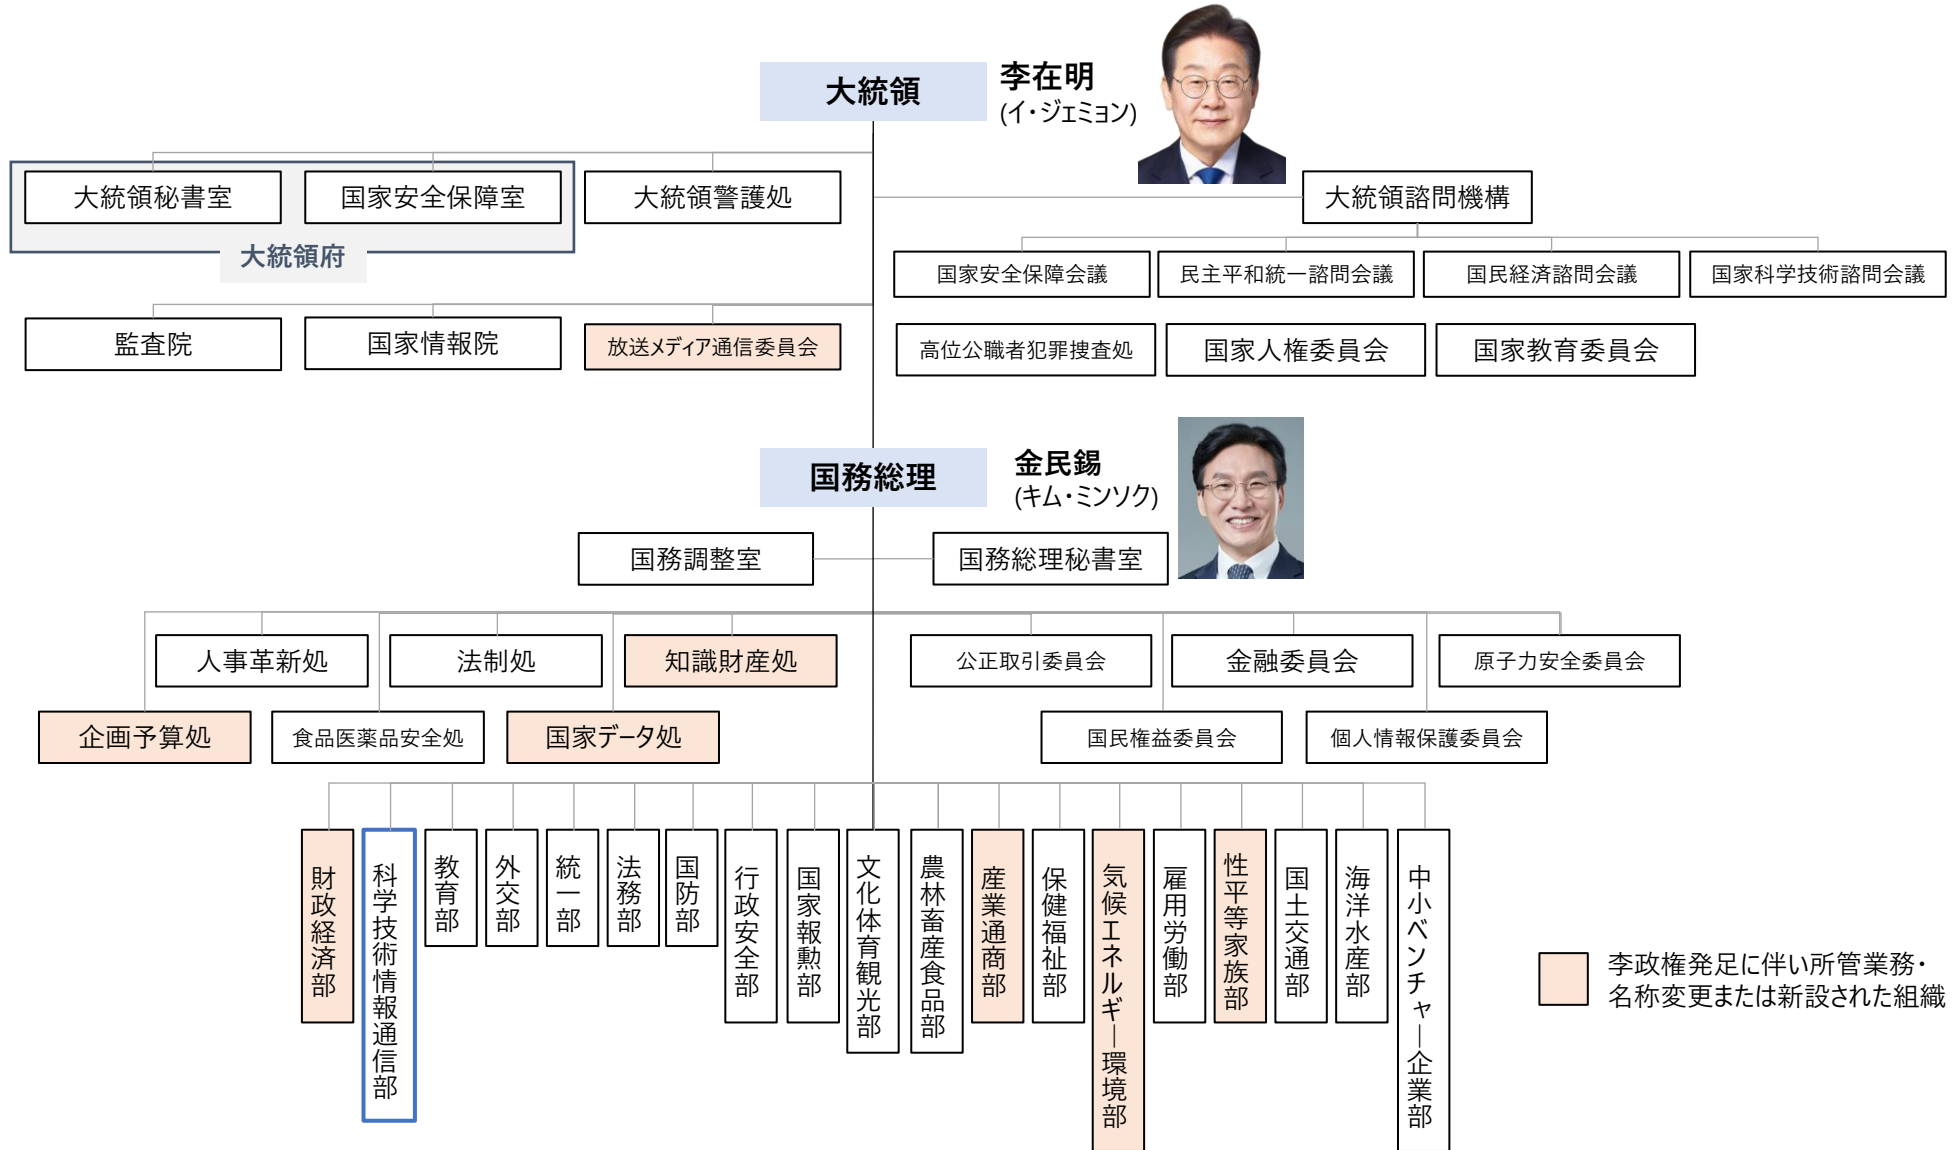 大統領
李在明
(イ・ジェミョン)
大統領秘書室
国家安全保障室
大統領警護処
大統領諮問機構
大統領府
国家安全保障会議
民主平和統一諮問会議
国民経済諮問会議
国家科学技術諮問会議
監査院
国家情報院
放送メディア通信委員会
高位公職者犯罪捜査処
国家人権委員会
国家教育委員会
国務総理
金民錫
(キム・ミンソク)
国務調整室
国務総理秘書室
人事革新処
法制処
知識財産処
公正取引委員会
金融委員会
原子力安全委員会
企画予算処
食品医薬品安全処
国家データ処
国民権益委員会
個人情報保護委員会
財政経済部
科学技術情報通信部
教育部
外交部
統一部
法務部
国防部
行政安全部
国家報勲部
文化体育観光部
農林畜産食品部
産業通商部
保健福祉部
気候エネルギー環境部
雇用労働部
性平等家族部
国土交通部
海洋水産部
中小ベンチャー企業部
李政権発足に伴い所管業務・
名称変更または新設された組織